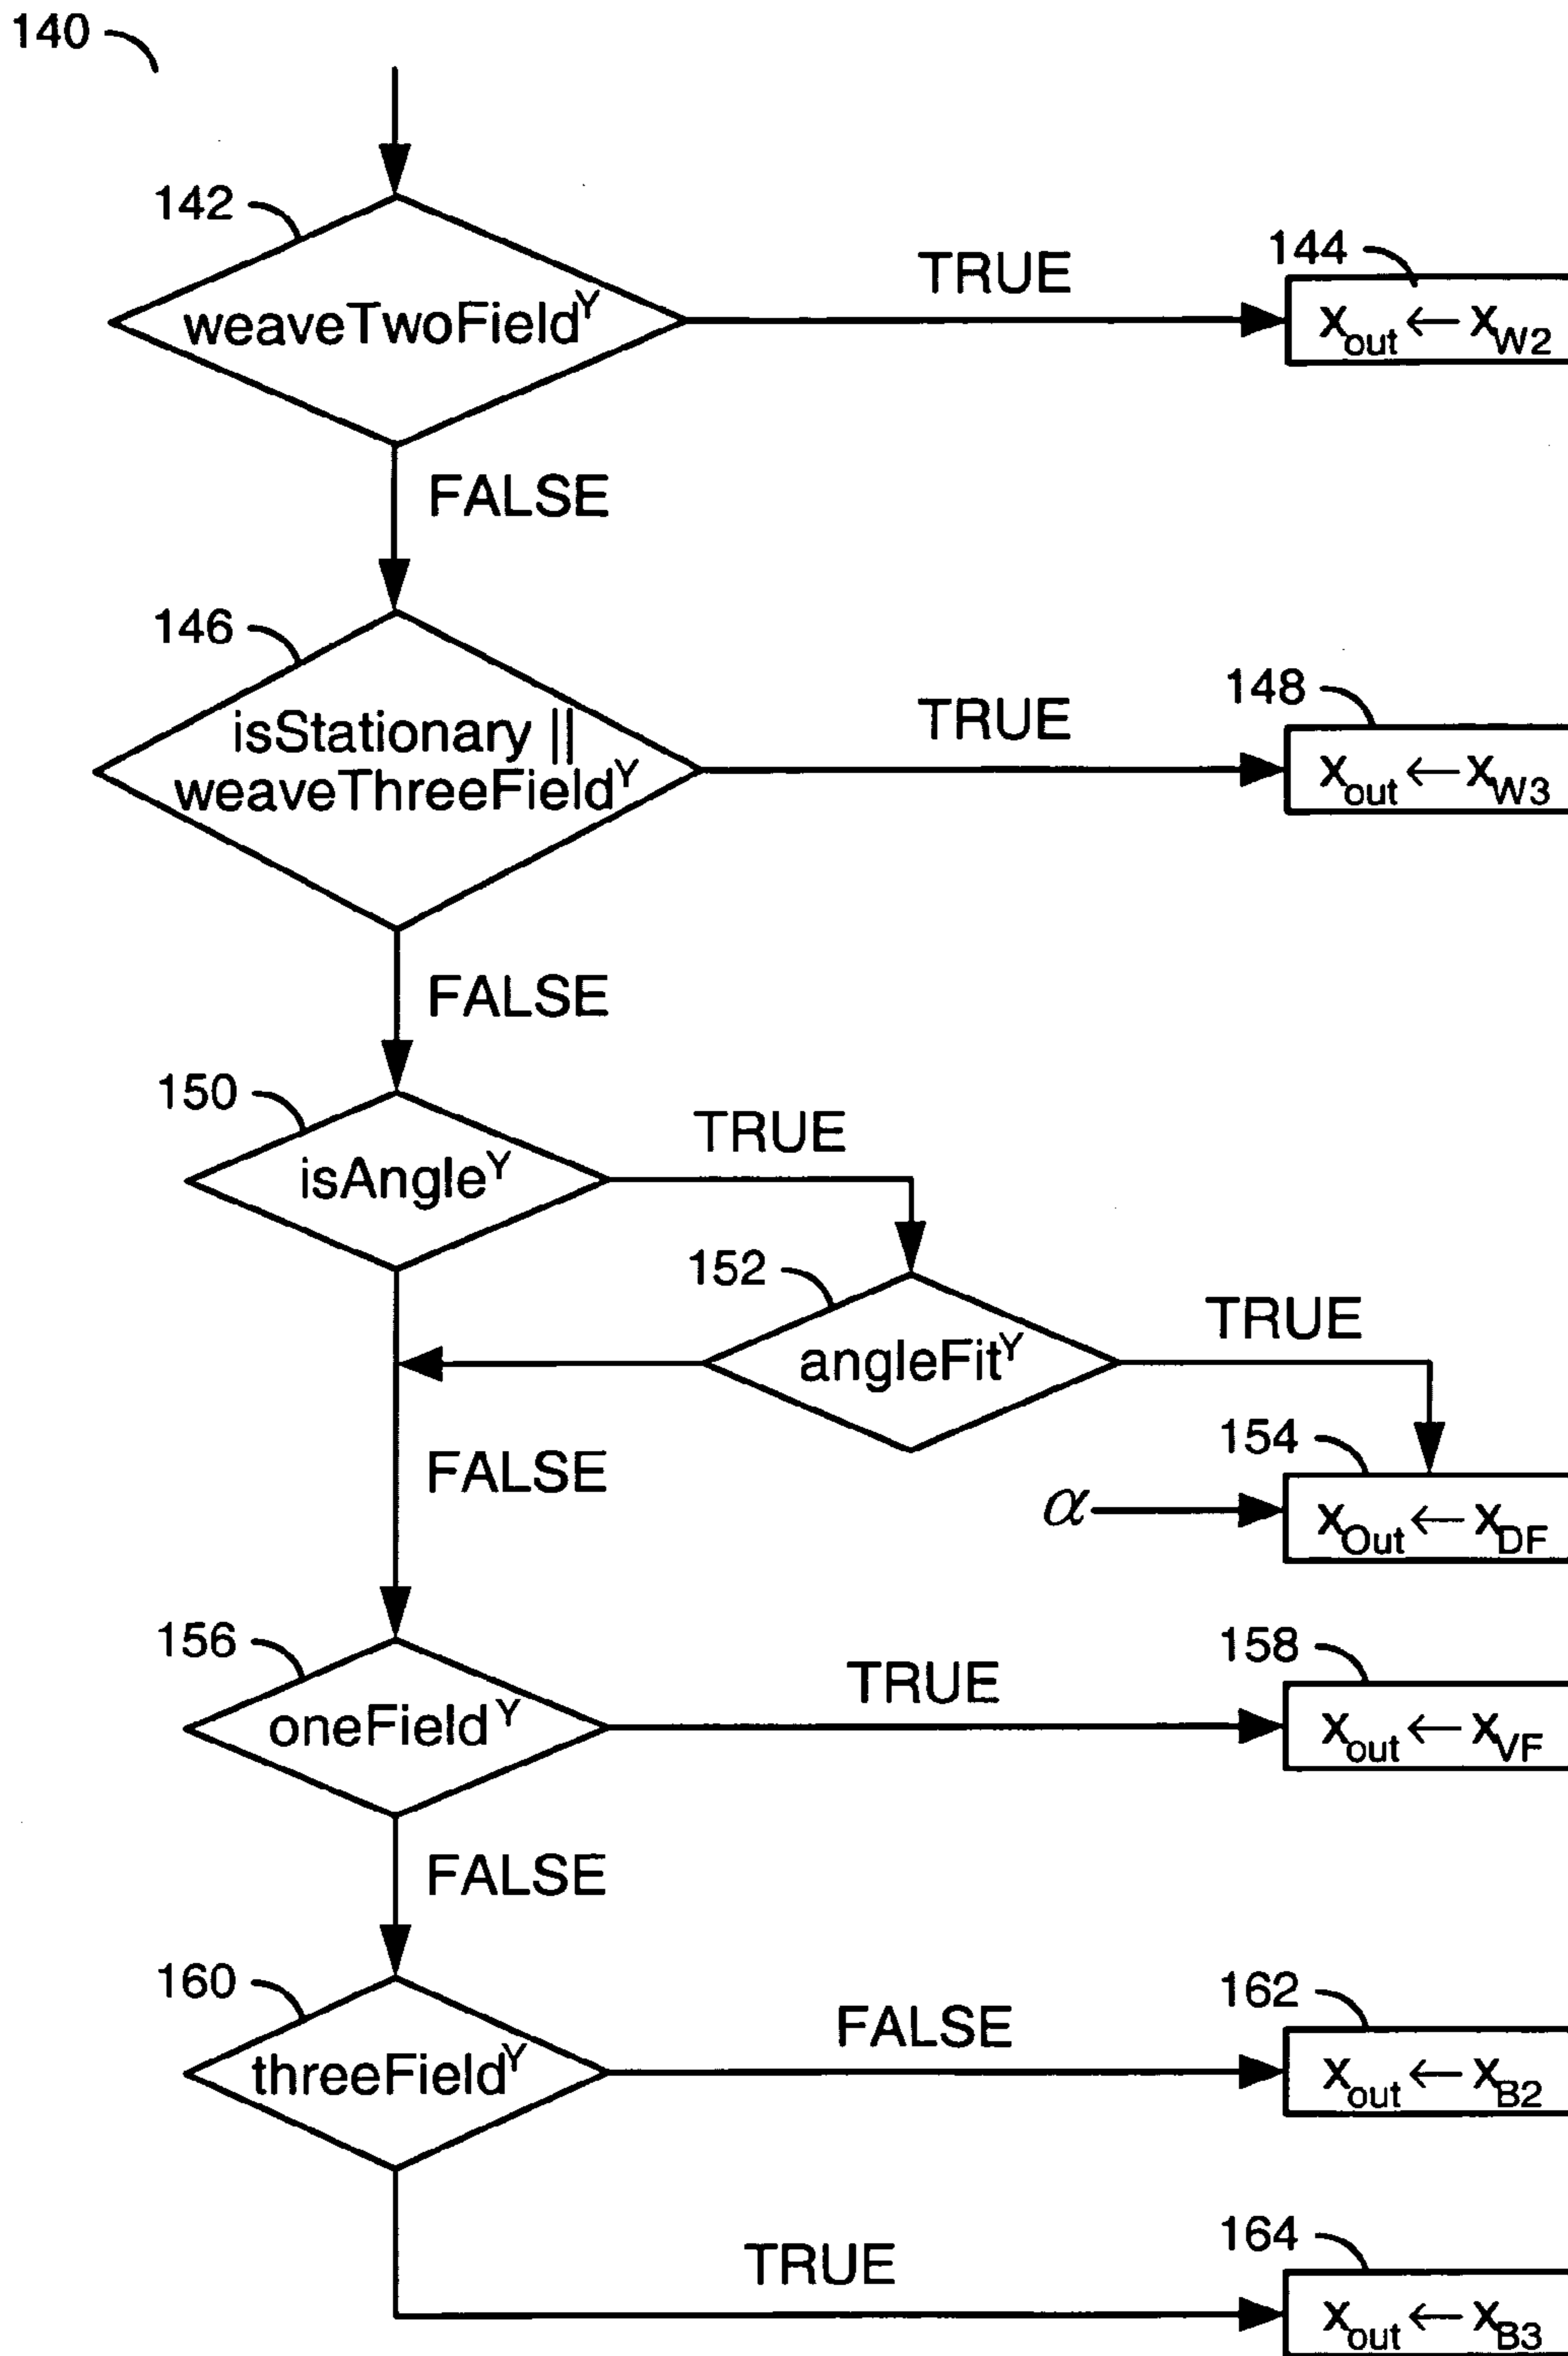 140
142
weaveTwoField^Y
TRUE
144
x_out ← x_W2
FALSE
146
isStationary ||
weaveThreeField^Y
TRUE
148
x_out ← x_W3
FALSE
150
isAngle^Y
TRUE
152
angleFit^Y
TRUE
154
α
x_Out ← x_DF
FALSE
156
oneField^Y
TRUE
158
x_out ← x_VF
FALSE
160
threeField^Y
FALSE
162
x_out ← x_B2
TRUE
164
x_out ← x_B3